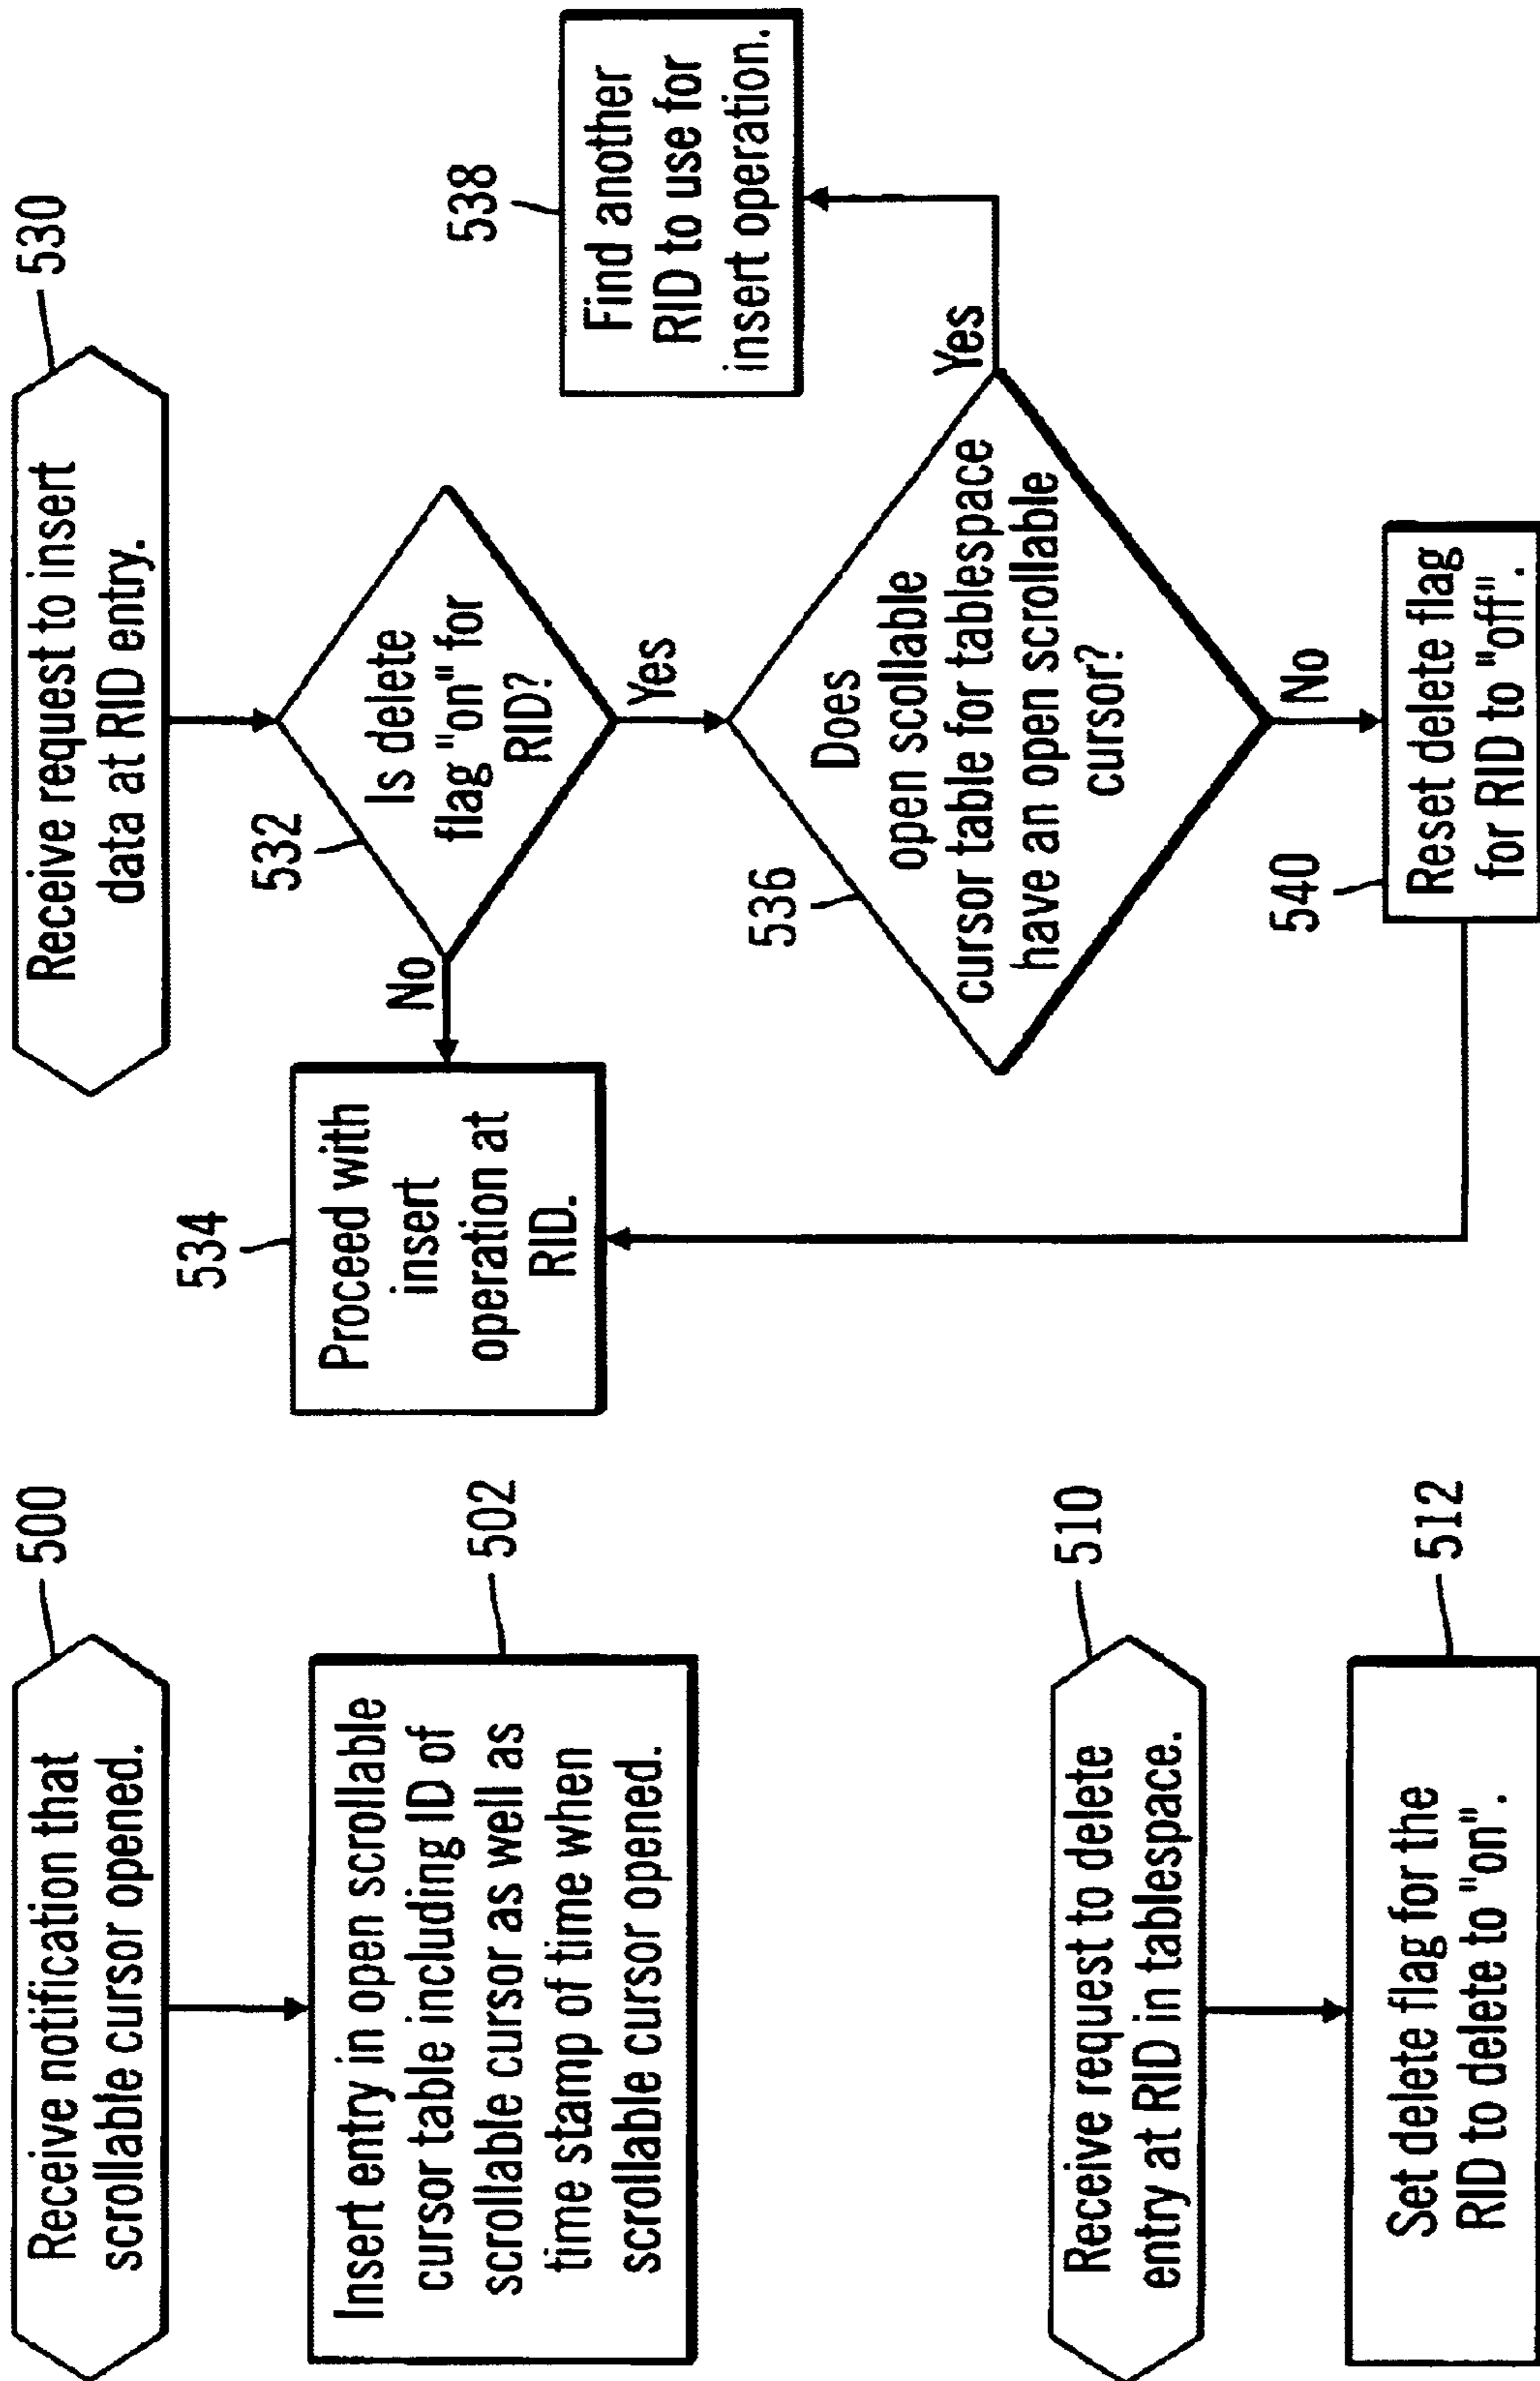 Receive notification that
scrollable cursor opened.
500
Insert entry in open scrollable
cursor table including ID of
scrollable cursor as well as
time stamp of time when
scrollable cursor opened.
502
Receive request to delete
entry at RID in tablespace.
510
Set delete flag for the
RID to delete to "on".
512
Receive request to insert
data at RID entry.
530
532
Is delete
flag "on" for
RID?
No
Yes
534
Proceed with
insert
operation at
RID.
536
Does
open scollable
cursor table for tablespace
have an open scrollable
cursor?
Yes
No
538
Find another
RID to use for
insert operation.
540
Reset delete flag
for RID to "off".